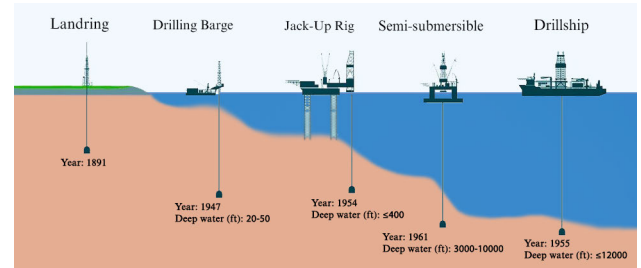 Landring
Drilling Barge
Jack-Up Rig
Semi-submersible
Drillship
Year: 1891
Year: 1947
Deep water (ft): 20-50
Year: 1954
Deep water (ft): ≤400
Year: 1961
Deep water (ft): 3000-10000
Year: 1955
Deep water (ft): ≤12000